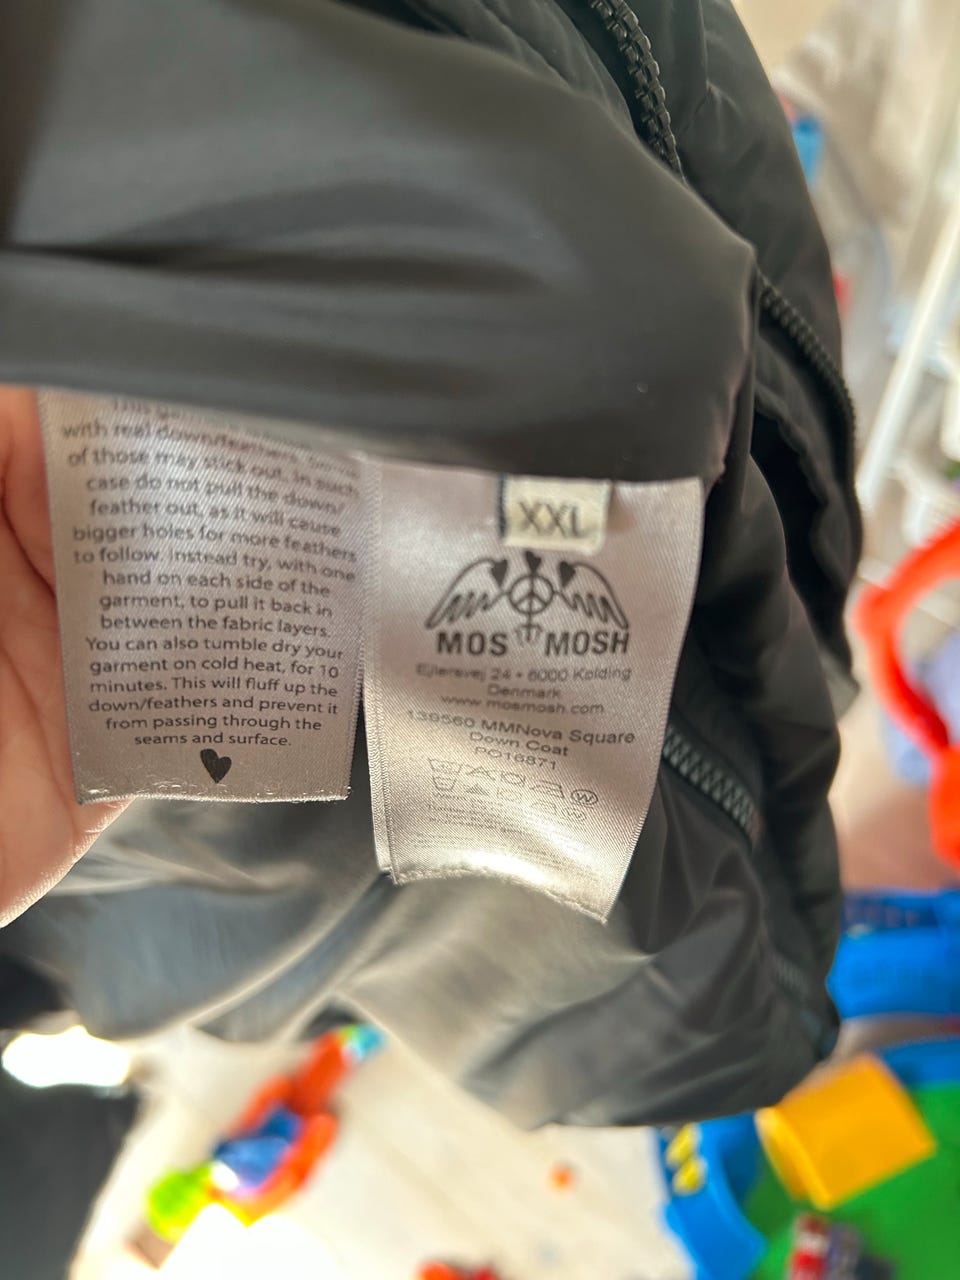 This
with real down/feathers. Some
of those may stick out. In such
case do not pull the down/
feather out, as it will cause
bigger holes for more feathers
to follow. Instead try, with one
hand on each side of the
garment, to pull it back in
between the fabric layers.
You can also tumble dry your
garment on cold heat, for 10
minutes. This will fluff up the
down/feathers and prevent it
from passing through the
seams and surface.
XXL
MOS MOSH
Ejlersvej 24 • 6000 Kolding
Denmark
www.mosmosh.com
139560 MMNova Square
Down Coat
PO16871